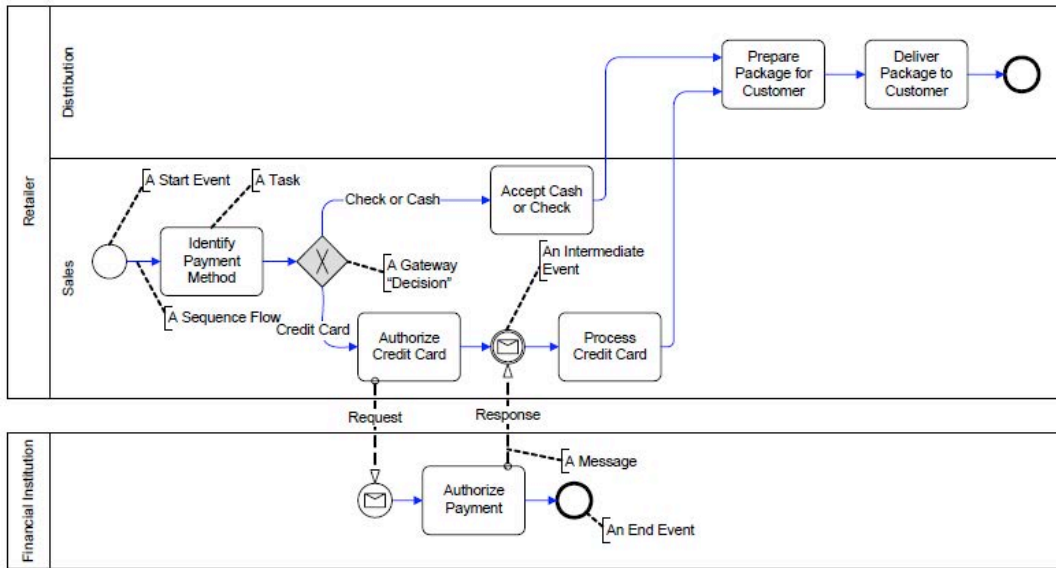 Retailer
Distribution
Prepare
Package for
Customer
Deliver
Package to
Customer
Sales
A Start Event
A Task
Identify
Payment
Method
A Sequence Flow
Check or Cash
Accept Cash
or Check
A Gateway
“Decision”
An Intermediate
Event
Credit Card
Authorize
Credit Card
Process
Credit Card
Request
Response
Financial Institution
A Message
Authorize
Payment
An End Event